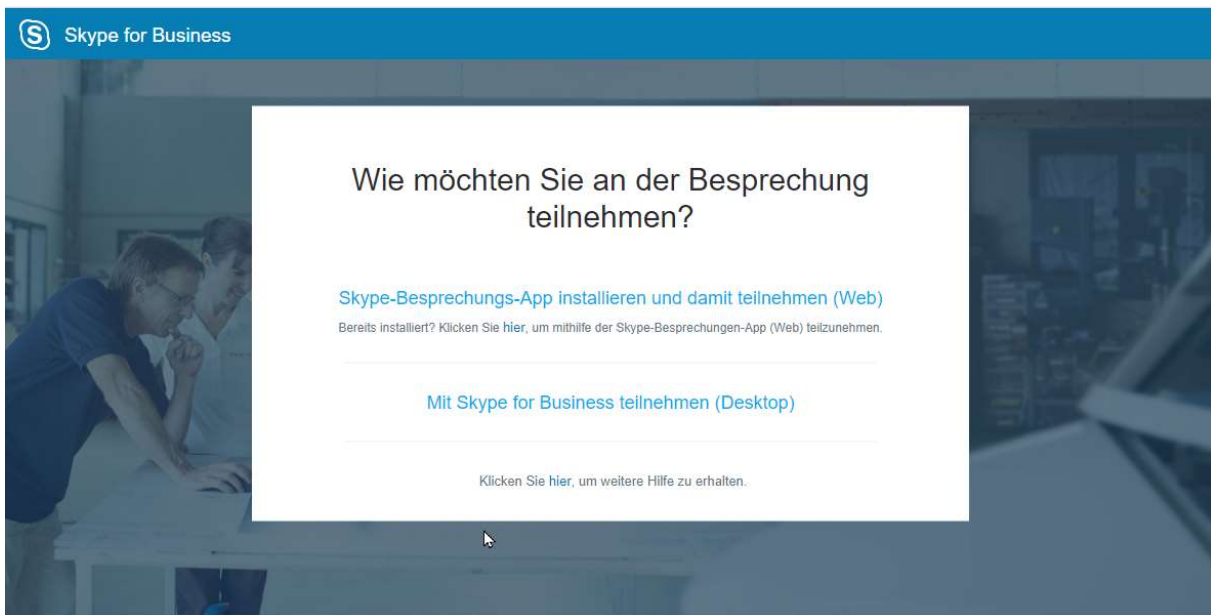 Skype for Business
Wie möchten Sie an der Besprechung
teilnehmen?
Skype-Besprechungs-App installieren und damit teilnehmen (Web)
Bereits installiert? Klicken Sie hier, um mithilfe der Skype-Besprechungen-App (Web) teilzunehmen.
Mit Skype for Business teilnehmen (Desktop)
Klicken Sie hier, um weitere Hilfe zu erhalten.